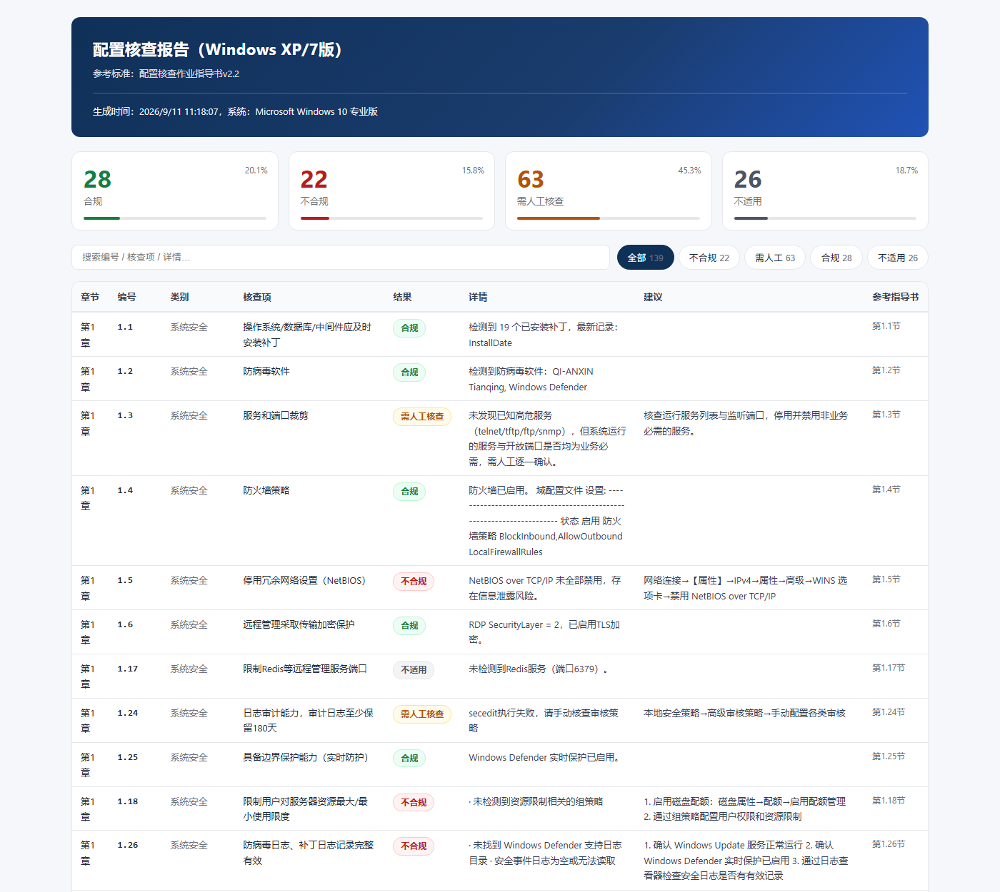 配置核查报告（Windows XP/7版）
参考标准：配置核查作业指导书v2.2
生成时间：2026/9/11 11:18:07，系统：Microsoft Windows 10 专业版
28
20.1%
合规
22
15.8%
不合规
63
45.3%
需人工核查
26
18.7%
不适用
搜索编号 / 核查项 / 详情…
全部 139
不合规 22
需人工 63
合规 28
不适用 26
章节 编号 类别 核查项 结果 详情 建议 参考指导书
第1 1.1 系统安全 操作系统/数据库/中间件应及时 合规 检测到 19 个已安装补丁，最新记录： 第1.1节
章 安装补丁 InstallDate
第1 1.2 系统安全 防病毒软件 合规 检测到防病毒软件：QI-ANXIN 第1.2节
章 Tianqing, Windows Defender
第1 1.3 系统安全 服务和端口裁剪 需人工核查 未发现已知高危服务 核查运行服务列表与监听端口，停用并禁用非业务 第1.3节
章 （telnet/tftp/ftp/snmp），但系统运行 必需的服务。
的服务与开放端口是否均为业务必
需，需人工逐一确认。
第1 1.4 系统安全 防火墙策略 合规 防火墙已启用。 域配置文件 设置: ---- 第1.4节
章 -------------------------------------------
------------------------- 状态 启用 防火
墙策略 BlockInbound,AllowOutbound
LocalFirewallRules
第1 1.5 系统安全 停用冗余网络设置（NetBIOS） 不合规 NetBIOS over TCP/IP 未全部禁用，存 网络连接→【属性】→IPv4→属性→高级→WINS 选 第1.5节
章 在信息泄露风险。 项卡→禁用 NetBIOS over TCP/IP
第1 1.6 系统安全 远程管理采取传输加密保护 合规 RDP SecurityLayer = 2，已启用TLS加 第1.6节
章 密。
第1 1.17 系统安全 限制Redis等远程管理服务端口 不适用 未检测到Redis服务（端口6379）。 第1.17节
章
第1 1.24 系统安全 日志审计能力，审计日志至少保 需人工核查 secedit执行失败，请手动核查审核策 本地安全策略→高级审核策略→手动配置各类审核 第1.24节
章 留180天 略
第1 1.25 系统安全 具备边界保护能力（实时防护） 合规 Windows Defender 实时保护已启用。 第1.25节
章
第1 1.18 系统安全 限制用户对服务器资源最大/最 不合规 · 未检测到资源限制相关的组策略 1. 启用磁盘配额：磁盘属性→配额→启用配额管理 第1.18节
章 小使用限度 2. 通过组策略配置用户权限和资源限制
第1 1.26 系统安全 防病毒日志、补丁日志记录完整 不合规 · 未找到 Windows Defender 支持日志 1. 确认 Windows Update 服务正常运行 2. 确认 第1.26节
章 有效 目录 · 安全事件日志为空或无法读取 Windows Defender 实时保护已启用 3. 通过日志查
看器检查安全日志是否有有效记录